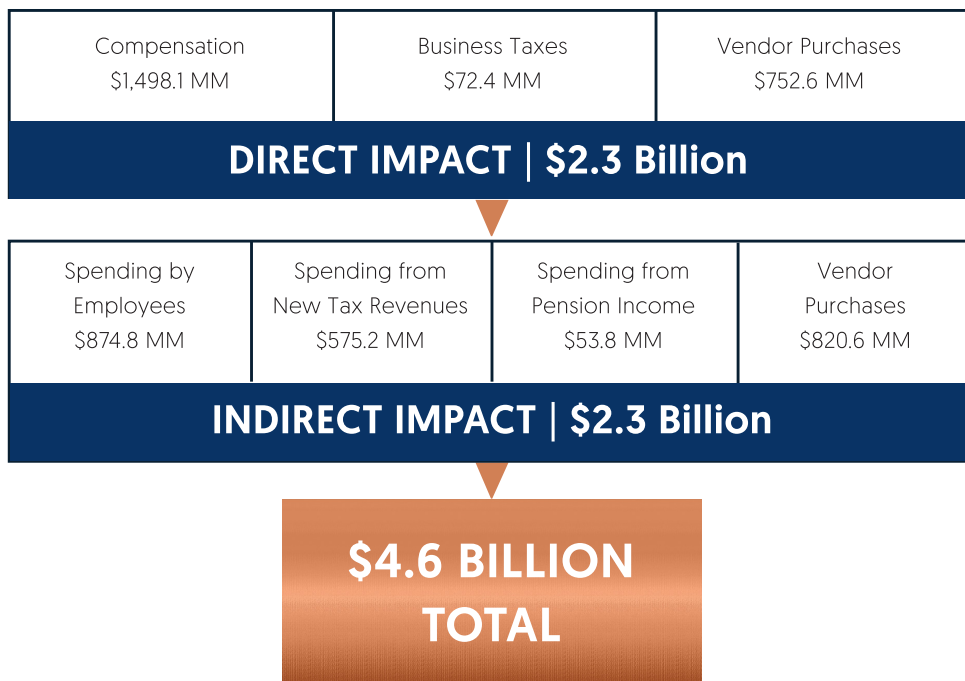 Compensation
$1,498.1 MM
Business Taxes
$72.4 MM
Vendor Purchases
$752.6 MM
DIRECT IMPACT | $2.3 Billion
Spending by
Employees
$874.8 MM
Spending from
New Tax Revenues
$575.2 MM
Spending from
Pension Income
$53.8 MM
Vendor
Purchases
$820.6 MM
INDIRECT IMPACT | $2.3 Billion
$4.6 BILLION
TOTAL